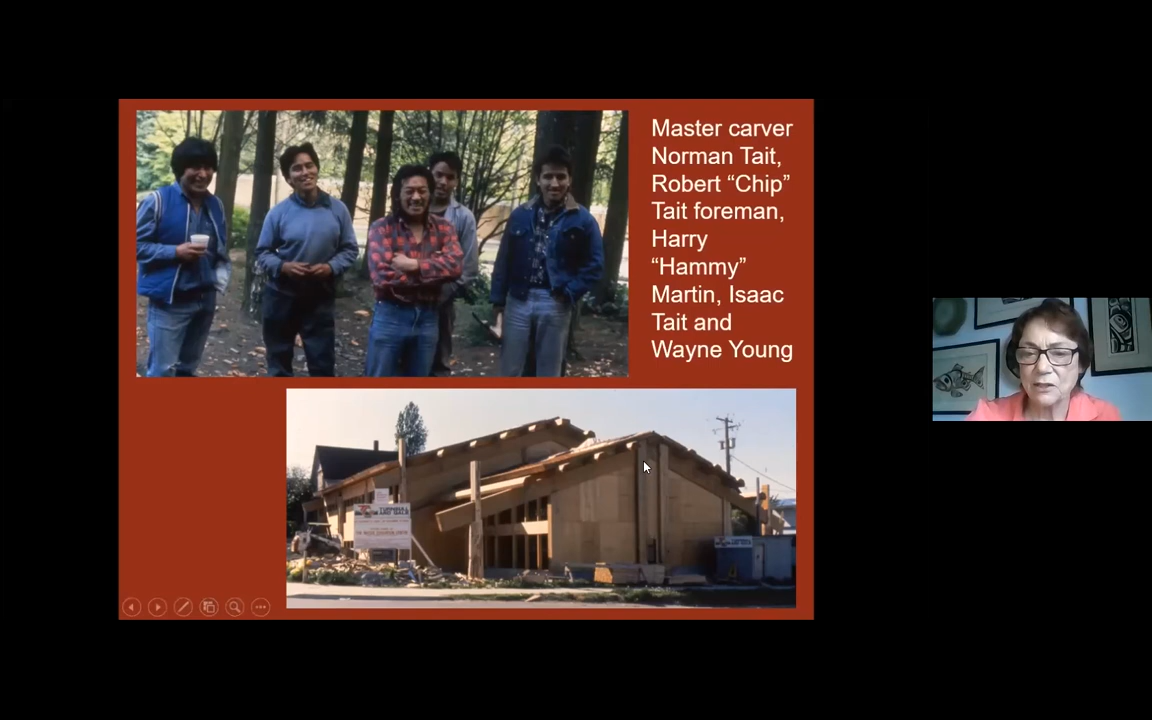 Master carver
Norman Tait,
Robert “Chip”
Tait foreman,
Harry
“Hammy”
Martin, Isaac
Tait and
Wayne Young